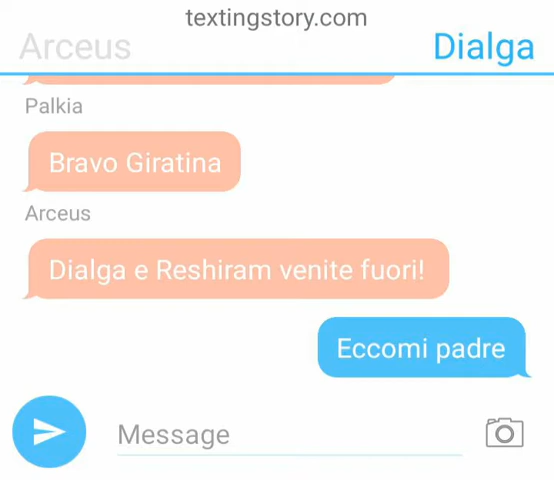 textingstory.com
Arceus
Dialga
Palkia
Bravo Giratina
Arceus
Dialga e Reshiram venite fuori!
Eccomi padre
Message